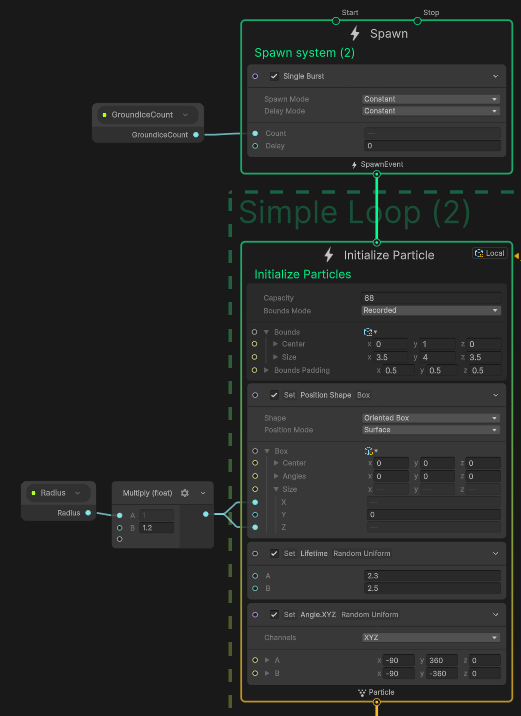 Start Stop
Spawn
Spawn system (2)
Single Burst
Spawn Mode Constant
Delay Mode Constant
GroundIceCount
GroundIceCount
Count
Delay 0
SpawnEvent
Simple Loop (2)
Initialize Particle
Local
Initialize Particles
Capacity 68
Bounds Mode Recorded
Bounds
Center x 0 y 1 z 0
Size x 3.5 y 4 z 3.5
Bounds Padding x 0.5 y 0.5 z 0.5
Set Position Shape Box
Shape Oriented Box
Position Mode Surface
Box
Center x 0 y 0 z 0
Angles x 0 y 0 z 0
Size x y z
X
Y 0
Z
Radius
Radius
Multiply (float)
A 1
B 1.2
Set Lifetime Random Uniform
A 2.3
B 2.5
Set Angle.XYZ Random Uniform
Channels XYZ
A x -90 y 360 z 0
B x -90 y -360 z 0
Particle